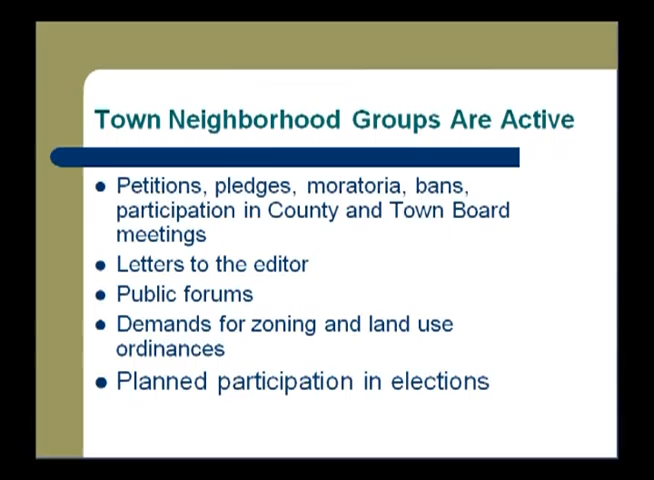 Town Neighborhood Groups Are Active
• Petitions, pledges, moratoria, bans,
participation in County and Town Board
meetings
• Letters to the editor
• Public forums
• Demands for zoning and land use
ordinances
• Planned participation in elections